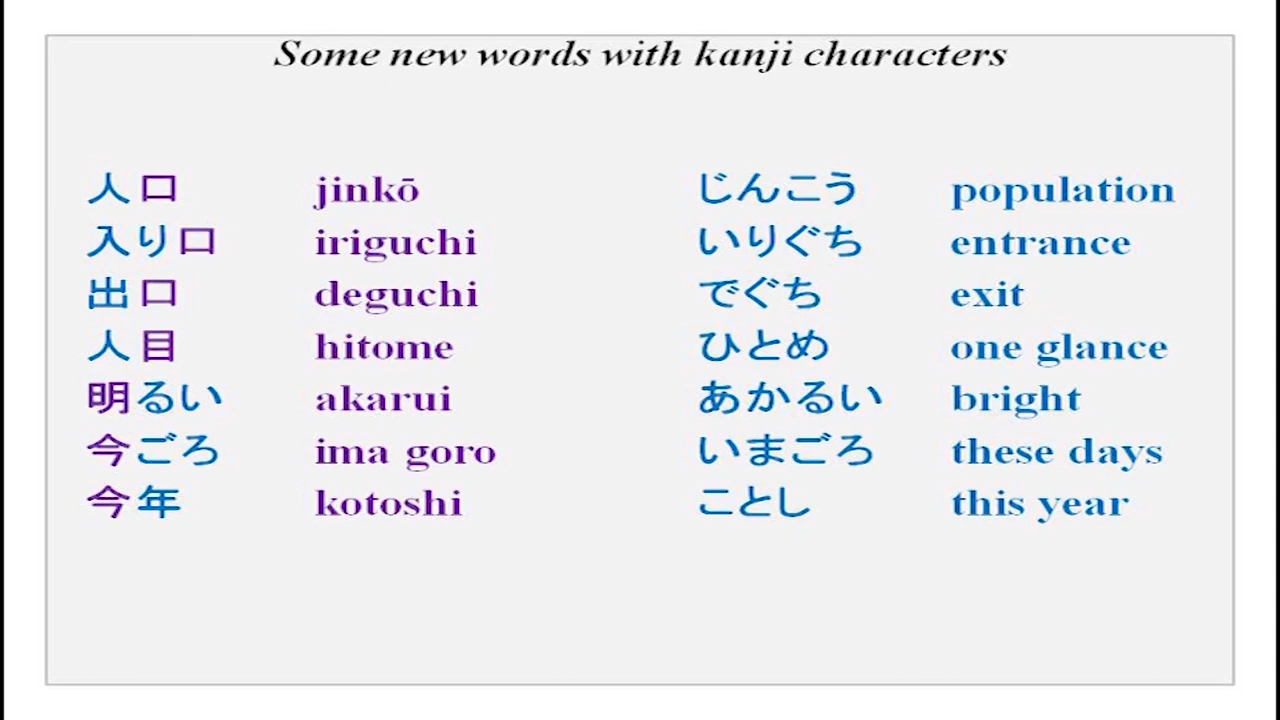 Some new words with kanji characters
人口 jinkō じんこう population
入り口 iriguchi いりぐち entrance
出口 deguchi でぐち exit
人目 hitome ひとめ one glance
明るい akarui あかるい bright
今ごろ ima goro いまごろ these days
今年 kotoshi ことし this year